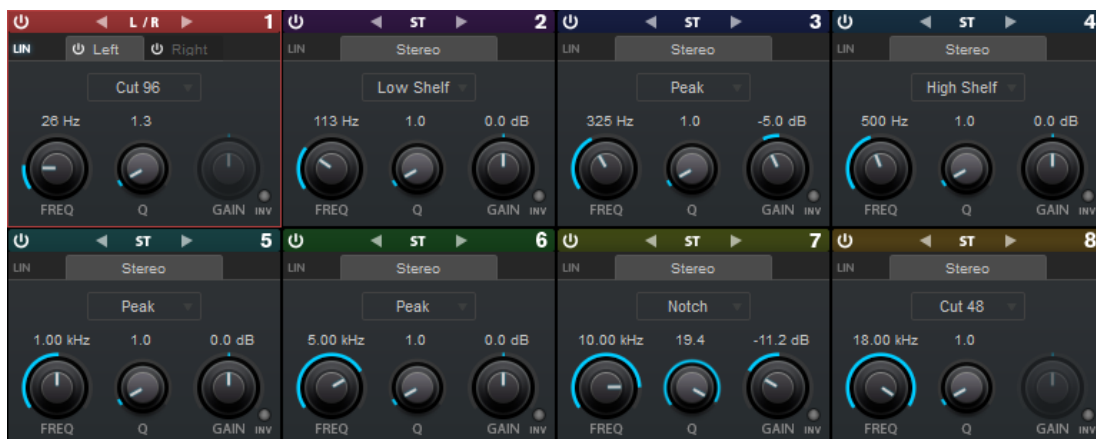 L / R 1 ST 2 ST 3 ST 4
LIN Left Right LIN Stereo LIN Stereo LIN Stereo
Cut 96 Low Shelf Peak High Shelf
26 Hz 1.3 113 Hz 1.0 0.0 dB 325 Hz 1.0 -5.0 dB 500 Hz 1.0 0.0 dB
FREQ Q GAIN INV FREQ Q GAIN INV FREQ Q GAIN INV FREQ Q GAIN INV
ST 5 ST 6 ST 7 ST 8
LIN Stereo LIN Stereo LIN Stereo LIN Stereo
Peak Peak Notch Cut 48
1.00 kHz 1.0 0.0 dB 5.00 kHz 1.0 0.0 dB 10.00 kHz 19.4 -11.2 dB 18.00 kHz 1.0
FREQ Q GAIN INV FREQ Q GAIN INV FREQ Q GAIN INV FREQ Q GAIN INV